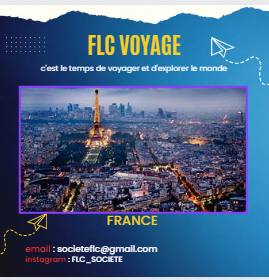 FLC VOYAGE
c'est le temps de voyager et d'explorer le monde
FRANCE
email : societeflc@gmail.com
instagram : FLC_SOCIETE